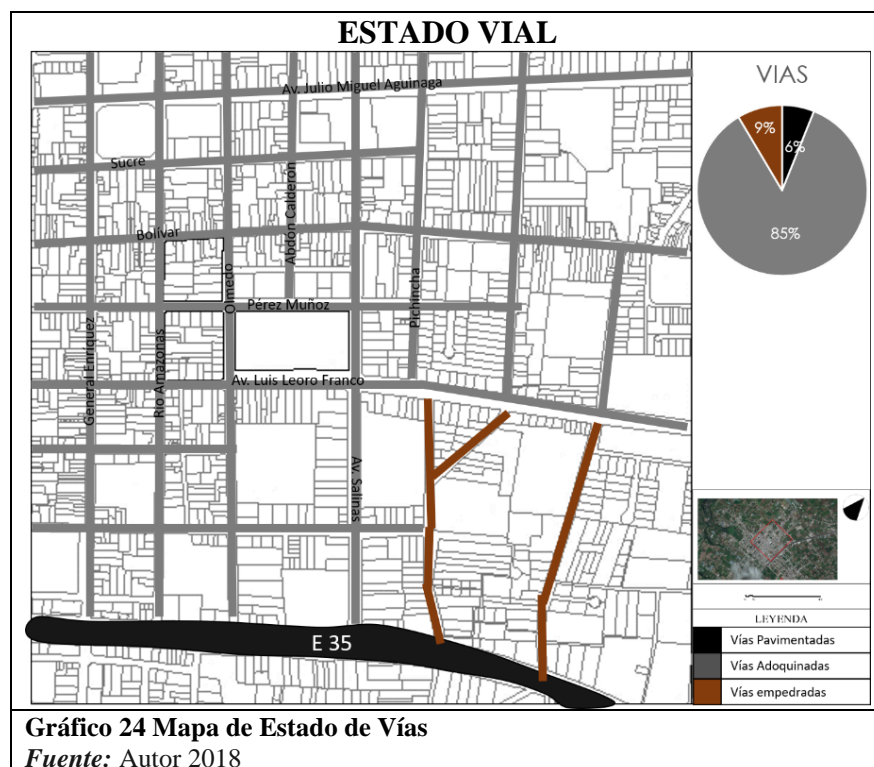 ESTADO VIAL
VIAS
9%
6%
85%
Av. Julio Miguel Aguinaga
Sucre
Abdón Calderón
Bolívar
Olmedo
Pérez Muñoz
Pichincha
General Enríquez
Río Amazonas
Av. Luis Leoro Franco
Av. Salinas
E 35
LEYENDA
Vías Pavimentadas
Vías Adoquinadas
Vías empedradas
Gráfico 24 Mapa de Estado de Vías
Fuente: Autor 2018